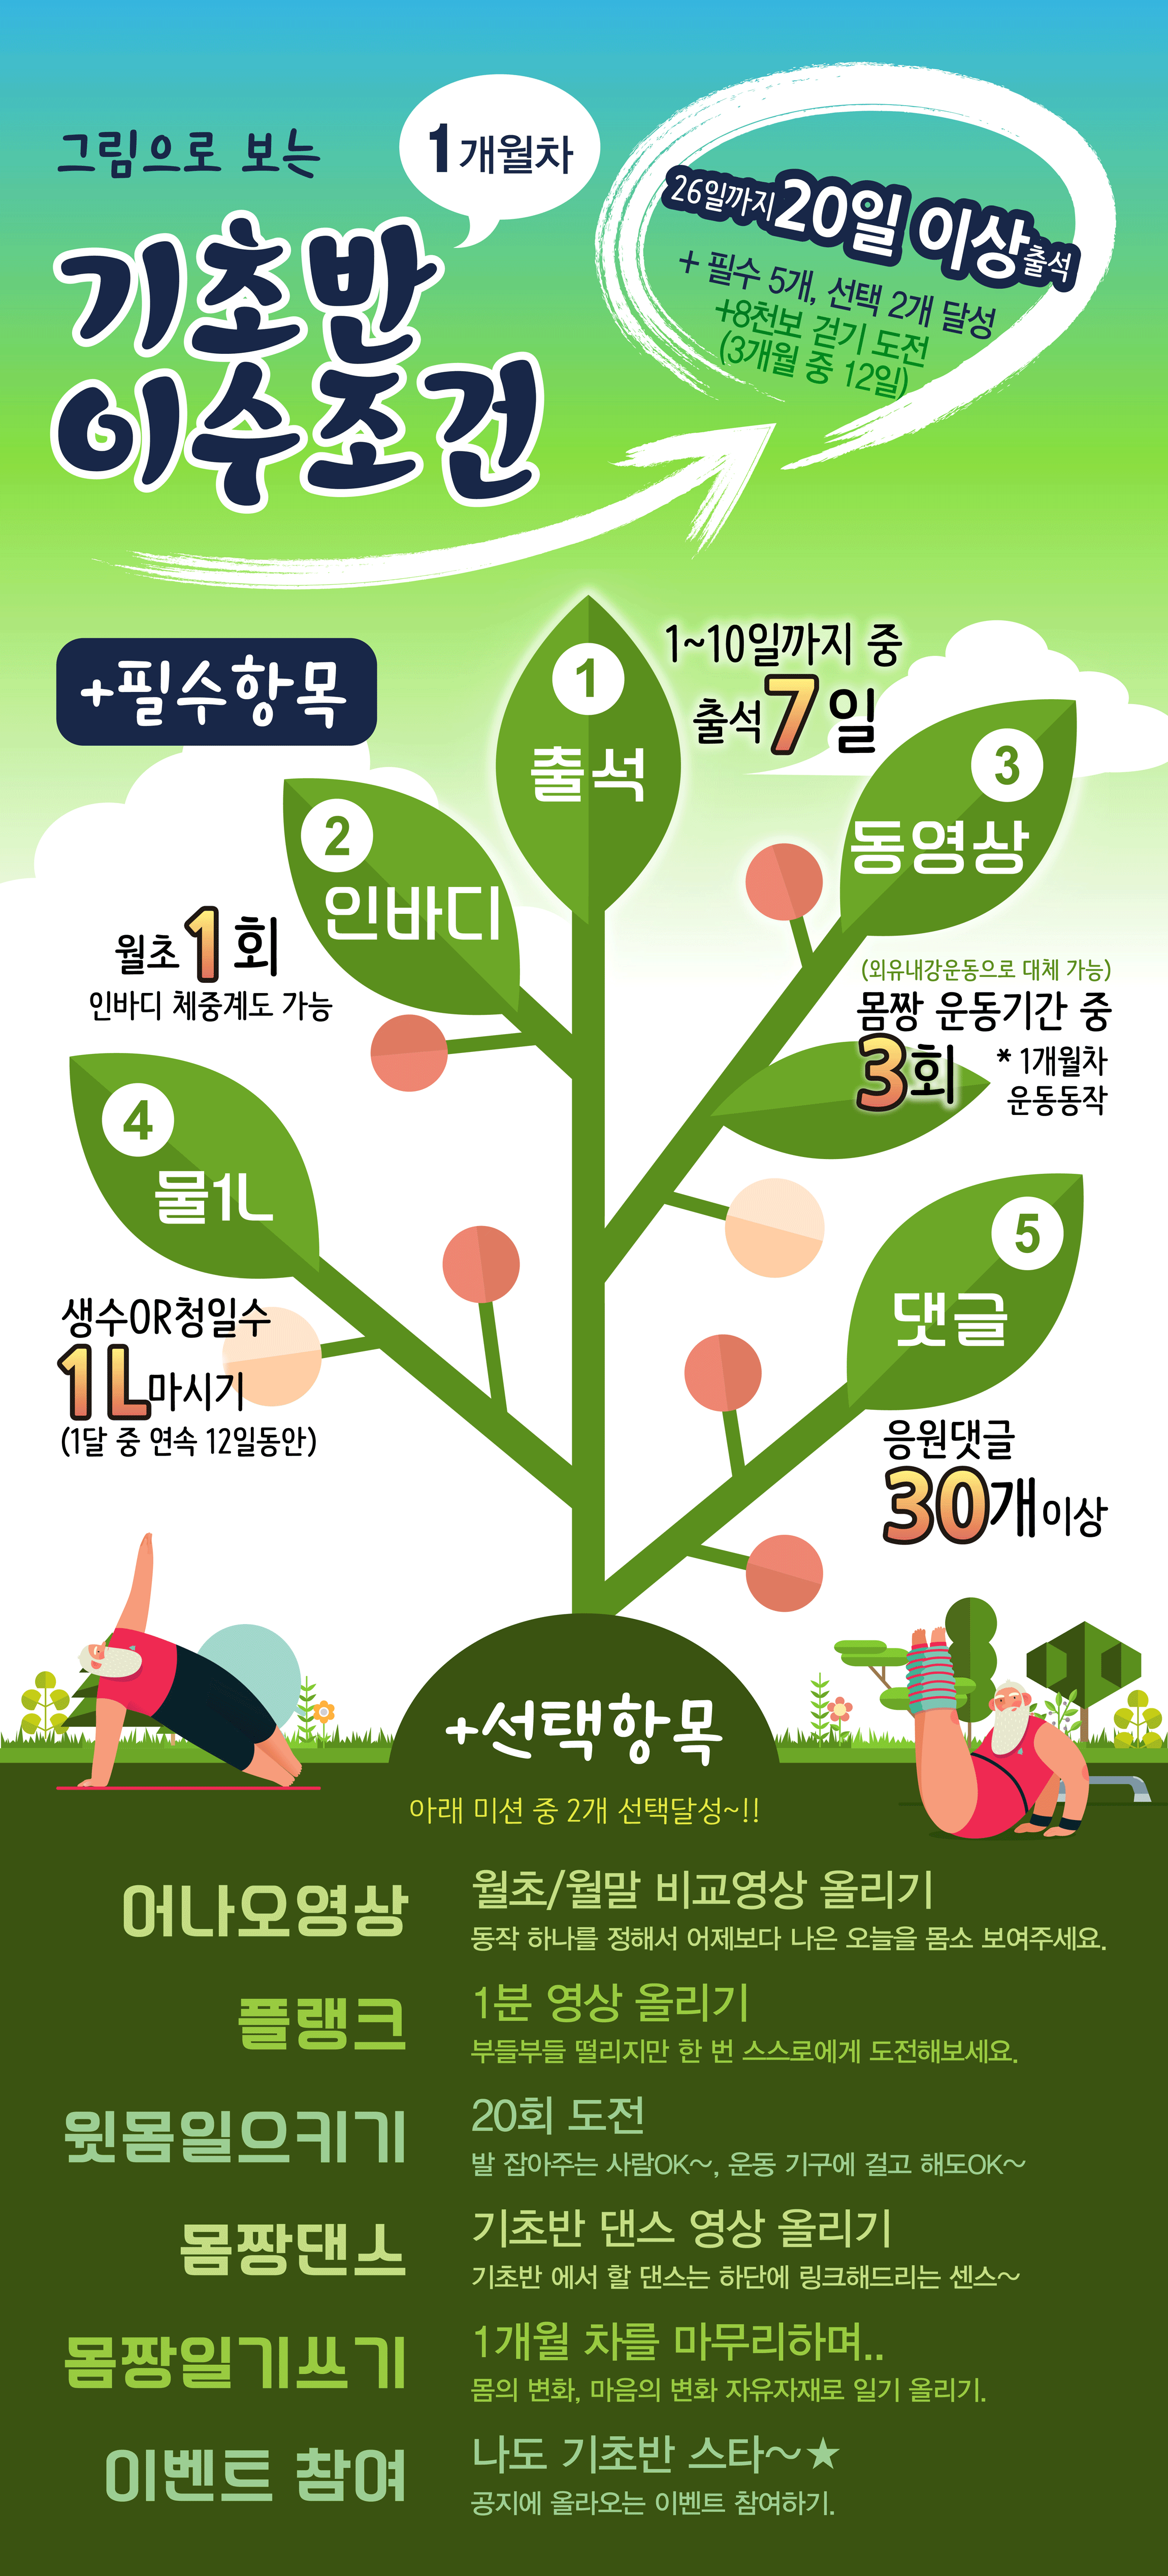 그림으로 보는
1개월차
기초반
이수조건
26일까지 20일 이상 출석
+ 필수 5개, 선택 2개 달성
+8천보 걷기 도전
(3개월 중 12일)
+필수항목
1
출석
1~10일까지 중
출석 7일
2
인바디
월초 1회
인바디 체중계도 가능
3
동영상
(외유내강운동으로 대체 가능)
몸짱 운동기간 중
3회
* 1개월차
운동동작
4
물1L
생수OR청일수
1L마시기
(1달 중 연속 12일동안)
5
댓글
응원댓글
30개이상
+선택항목
아래 미션 중 2개 선택달성~!!
어나오영상
월초/월말 비교영상 올리기
동작 하나를 정해서 어제보다 나은 오늘을 몸소 보여주세요.
플랭크
1분 영상 올리기
부들부들 떨리지만 한 번 스스로에게 도전해보세요.
윗몸일으키기
20회 도전
발 잡아주는 사람OK~, 운동 기구에 걸고 해도OK~
몸짱댄스
기초반 댄스 영상 올리기
기초반 에서 할 댄스는 하단에 링크해드리는 센스~
몸짱일기쓰기
1개월 차를 마무리하며..
몸의 변화, 마음의 변화 자유자재로 일기 올리기.
이벤트 참여
나도 기초반 스타~★
공지에 올라오는 이벤트 참여하기.